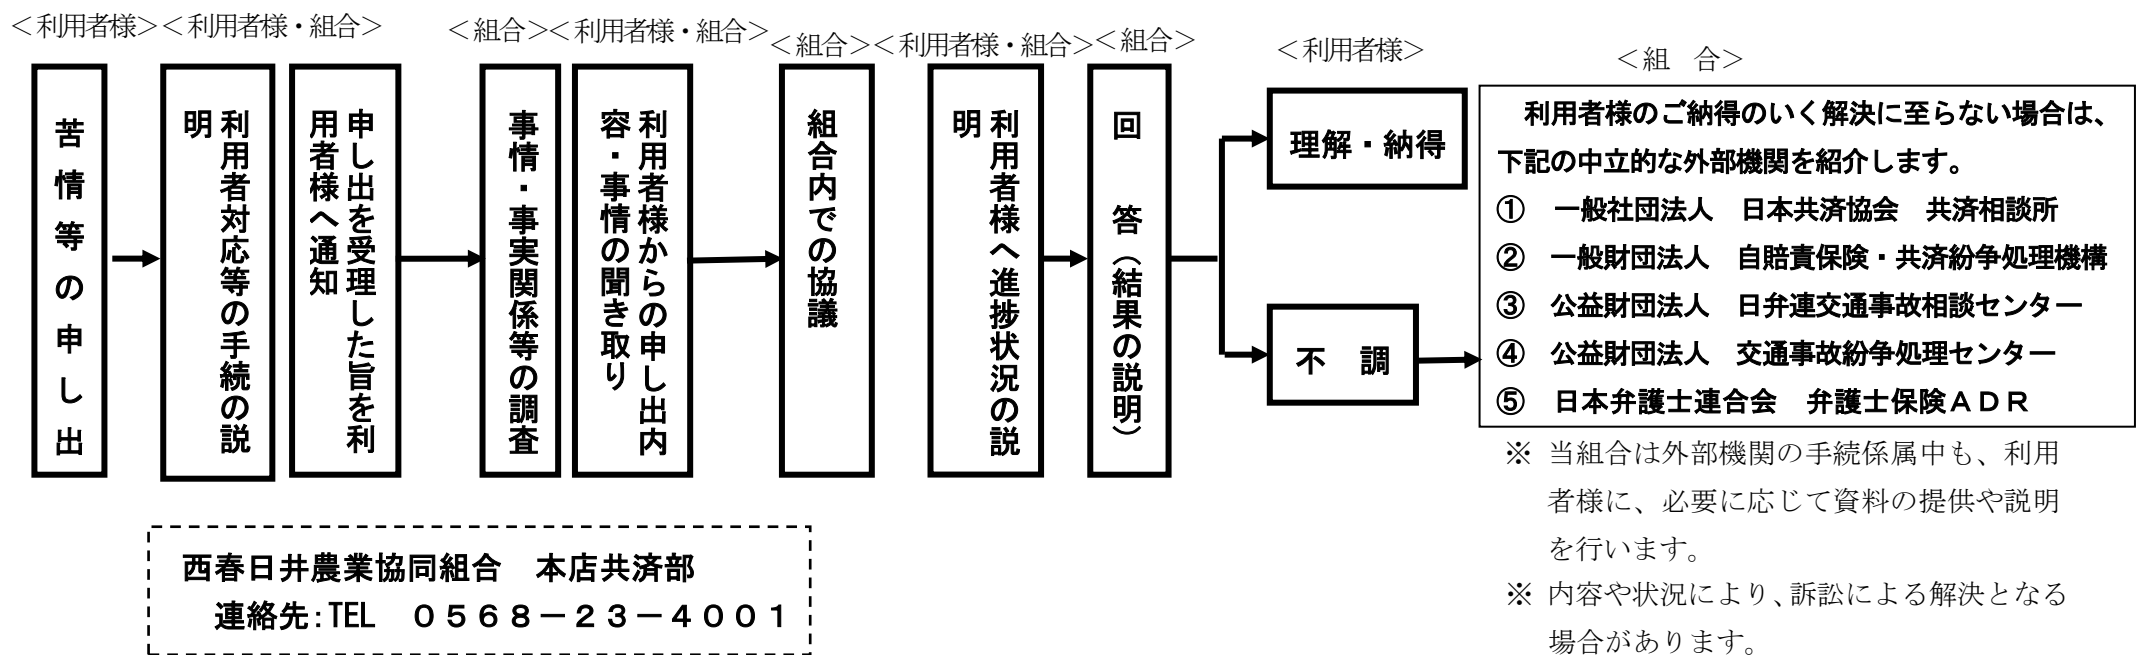 ＜利用者様＞
＜利用者様・組合＞
＜組合＞
＜利用者様・組合＞
＜組合＞
＜利用者様・組合＞
＜組合＞
＜利用者様＞
＜組　合＞
苦情等の申し出
利用者対応等の手続の説
明
申し出を受理した旨を利
用者様へ通知
事情・事実関係等の調査
利用者様からの申し出内
容・事情の聞き取り
組合内での協議
利用者様へ進捗状況の説
明
回　答（結果の説明）
理解・納得
不　調
利用者様のご納得のいく解決に至らない場合は、
下記の中立的な外部機関を紹介します。
①　一般社団法人　日本共済協会　共済相談所
②　一般財団法人　自賠責保険・共済紛争処理機構
③　公益財団法人　日弁連交通事故相談センター
④　公益財団法人　交通事故紛争処理センター
⑤　日本弁護士連合会　弁護士保険ＡＤＲ
※ 当組合は外部機関の手続係属中も、利用
者様に、必要に応じて資料の提供や説明
を行います。
※ 内容や状況により、訴訟による解決となる
場合があります。
西春日井農業協同組合　本店共済部
連絡先：TEL　０５６８－２３－４００１